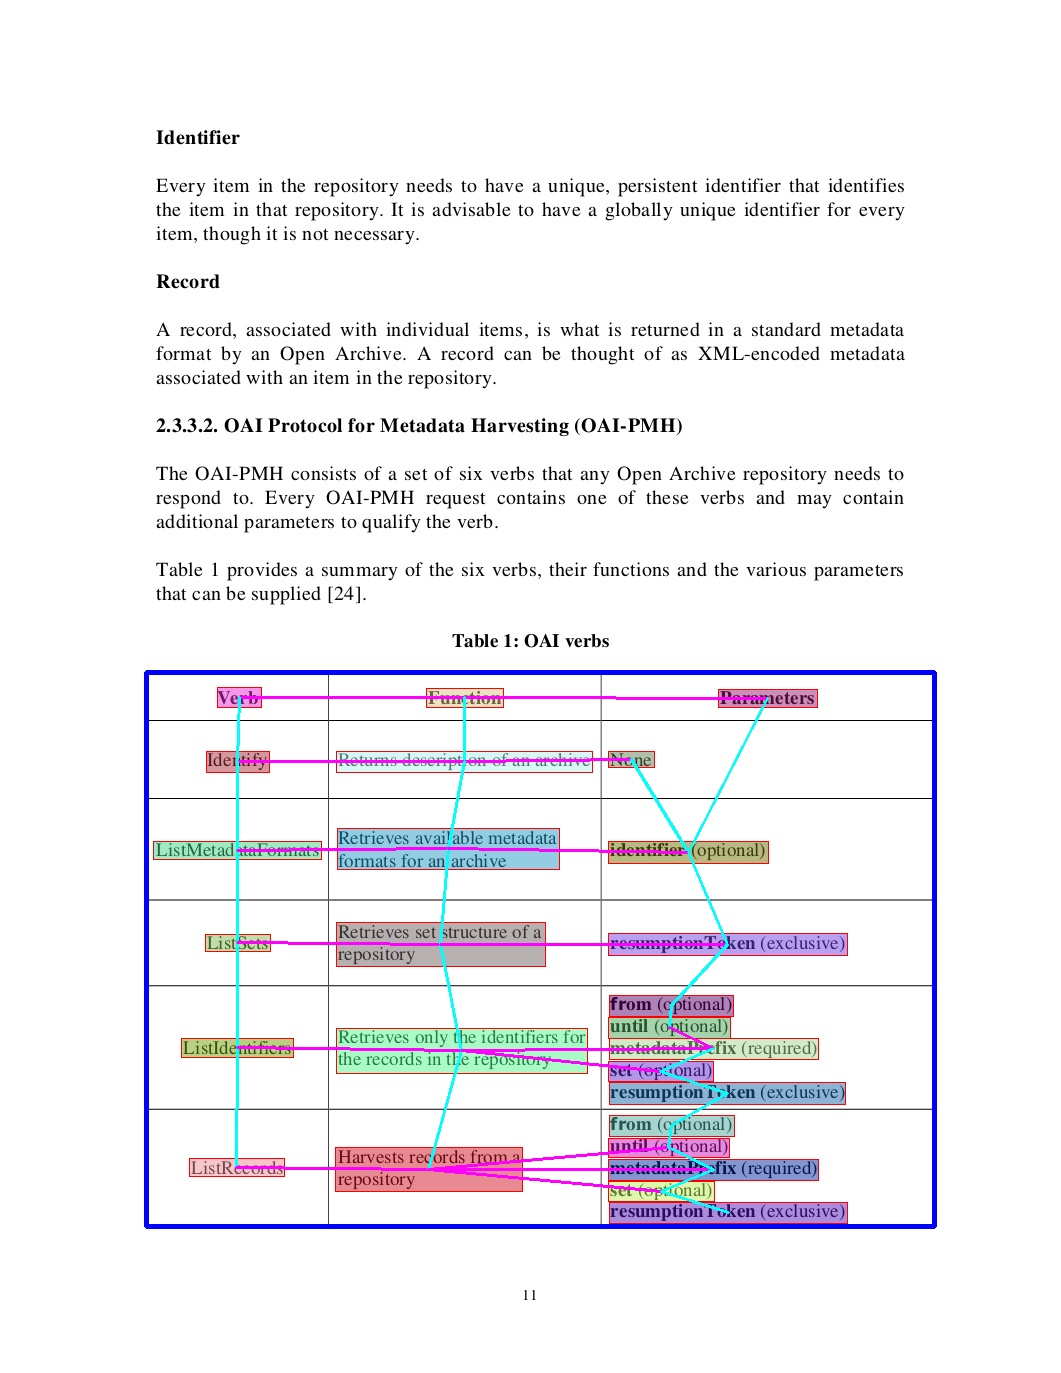 Identifier
Every item in the repository needs to have a unique, persistent identifier that identifies
the item in that repository. It is advisable to have a globally unique identifier for every
item, though it is not necessary.
Record
A record, associated with individual items, is what is returned in a standard metadata
format by an Open Archive. A record can be thought of as XML-encoded metadata
associated with an item in the repository.
2.3.3.2. OAI Protocol for Metadata Harvesting (OAI-PMH)
The OAI-PMH consists of a set of six verbs that any Open Archive repository needs to
respond to. Every OAI-PMH request contains one of these verbs and may contain
additional parameters to qualify the verb.
Table 1 provides a summary of the six verbs, their functions and the various parameters
that can be supplied [24].
Table 1: OAI verbs
Verb Function Parameters
Identify Returns description of an archive None
ListMetadataFormats Retrieves available metadata
formats for an archive
identifier (optional)
ListSets Retrieves set structure of a
repository
resumptionToken (exclusive)
ListIdentifiers Retrieves only the identifiers for
the records in the repository
from (optional)
until (optional)
metadataPrefix (required)
set (optional)
resumptionToken (exclusive)
ListRecords Harvests records from a
repository
from (optional)
until (optional)
metadataPrefix (required)
set (optional)
resumptionToken (exclusive)
11